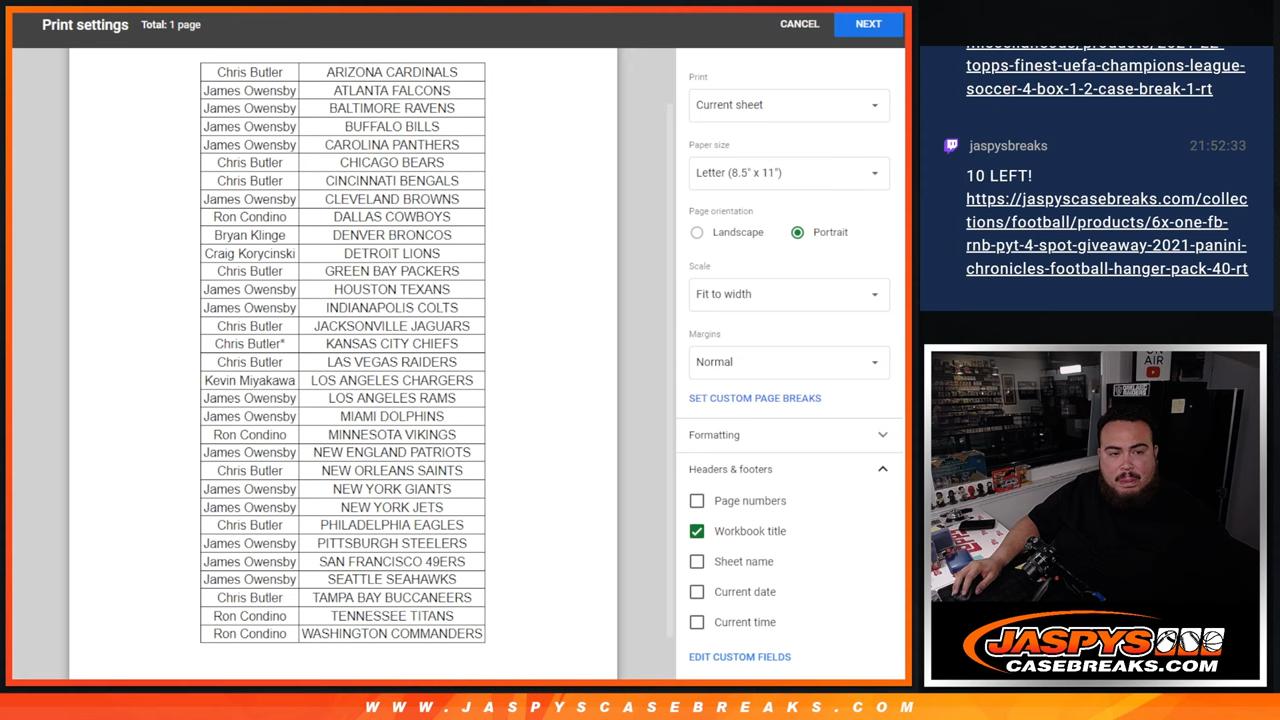 Print settings Total: 1 page CANCEL NEXT
Chris Butler ARIZONA CARDINALS
James Owensby ATLANTA FALCONS
James Owensby BALTIMORE RAVENS
James Owensby BUFFALO BILLS
James Owensby CAROLINA PANTHERS
Chris Butler CHICAGO BEARS
Chris Butler CINCINNATI BENGALS
James Owensby CLEVELAND BROWNS
Ron Condino DALLAS COWBOYS
Bryan Klinge DENVER BRONCOS
Craig Korycinski DETROIT LIONS
Chris Butler GREEN BAY PACKERS
James Owensby HOUSTON TEXANS
James Owensby INDIANAPOLIS COLTS
Chris Butler JACKSONVILLE JAGUARS
Chris Butler* KANSAS CITY CHIEFS
Chris Butler LAS VEGAS RAIDERS
Kevin Miyakawa LOS ANGELES CHARGERS
James Owensby LOS ANGELES RAMS
James Owensby MIAMI DOLPHINS
Ron Condino MINNESOTA VIKINGS
James Owensby NEW ENGLAND PATRIOTS
Chris Butler NEW ORLEANS SAINTS
James Owensby NEW YORK GIANTS
James Owensby NEW YORK JETS
Chris Butler PHILADELPHIA EAGLES
James Owensby PITTSBURGH STEELERS
James Owensby SAN FRANCISCO 49ERS
James Owensby SEATTLE SEAHAWKS
Chris Butler TAMPA BAY BUCCANEERS
Ron Condino TENNESSEE TITANS
Ron Condino WASHINGTON COMMANDERS
Print
Current sheet
Paper size
Letter (8.5" x 11")
Page orientation
Landscape Portrait
Scale
Fit to width
Margins
Normal
SET CUSTOM PAGE BREAKS
Formatting
Headers & footers
Page numbers
Workbook title
Sheet name
Current date
Current time
EDIT CUSTOM FIELDS
topps-finest-uefa-champions-league-
soccer-4-box-1-2-case-break-1-rt
jaspysbreaks 21:52:33
10 LEFT!
https://jaspyscasebreaks.com/collec
tions/football/products/6x-one-fb-
rnb-pyt-4-spot-giveaway-2021-panini-
chronicles-football-hanger-pack-40-rt
ON
AIR
JASPYS
CASEBREAKS.COM
WWW.JASPYSCASEBREAKS.COM